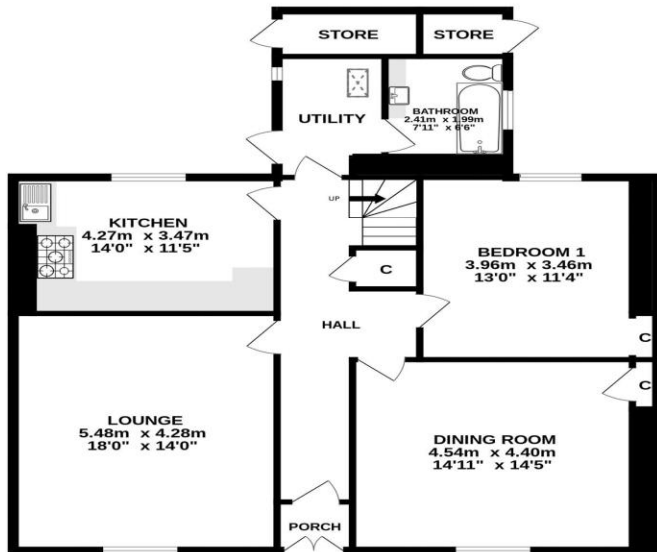 STORE
STORE
UTILITY
BATHROOM
2.41m x 1.99m
7'11" x 6'6"
UP
KITCHEN
4.27m x 3.47m
14'0" x 11'5"
C
BEDROOM 1
3.96m x 3.46m
13'0" x 11'4"
HALL
C
C
LOUNGE
5.48m x 4.28m
18'0" x 14'0"
DINING ROOM
4.54m x 4.40m
14'11" x 14'5"
PORCH